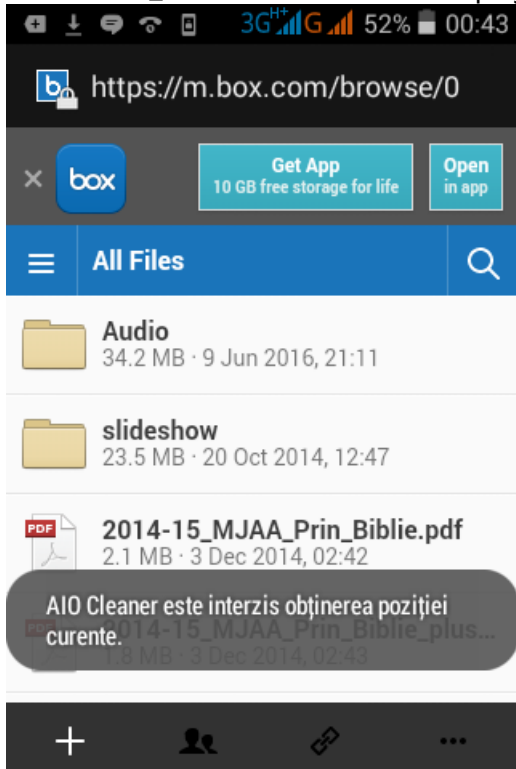 3G H+ G 52% 00:43
https://m.box.com/browse/0
box
Get App
10 GB free storage for life
Open
in app
All Files
Audio
34.2 MB · 9 Jun 2016, 21:11
slideshow
23.5 MB · 20 Oct 2014, 12:47
PDF
2014-15_MJAA_Prin_Biblie.pdf
2.1 MB · 3 Dec 2014, 02:42
AIO Cleaner este interzis obținerea poziției
curente.
2014-15_MJAA_Prin_Biblie_plus...
1.8 MB · 3 Dec 2014, 02:43